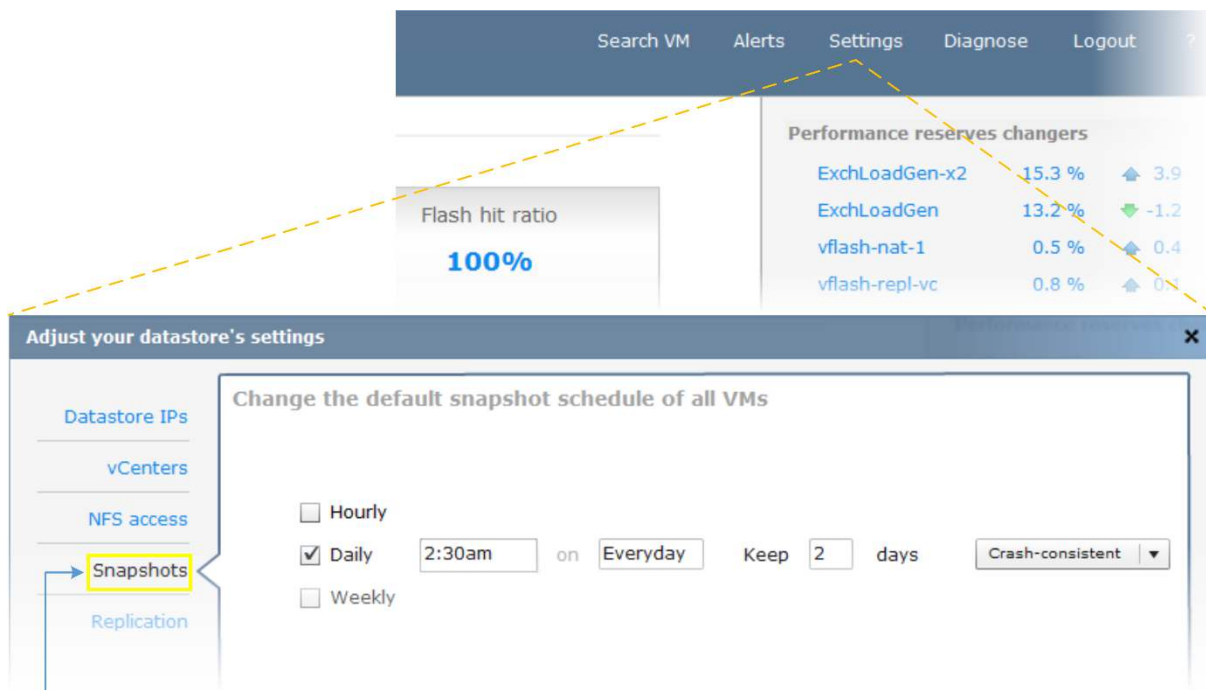 Search VM Alerts Settings Diagnose Logout ?
Performance reserves changers
ExchLoadGen-x2 15.3 % 3.9
ExchLoadGen 13.2 % -1.2
vflash-nat-1 0.5 % 0.4
vflash-repl-vc 0.8 % 0.1
Flash hit ratio
100%
Adjust your datastore's settings
Datastore IPs
vCenters
NFS access
Snapshots
Replication
Change the default snapshot schedule of all VMs
Hourly
Daily 2:30am on Everyday Keep 2 days Crash-consistent
Weekly